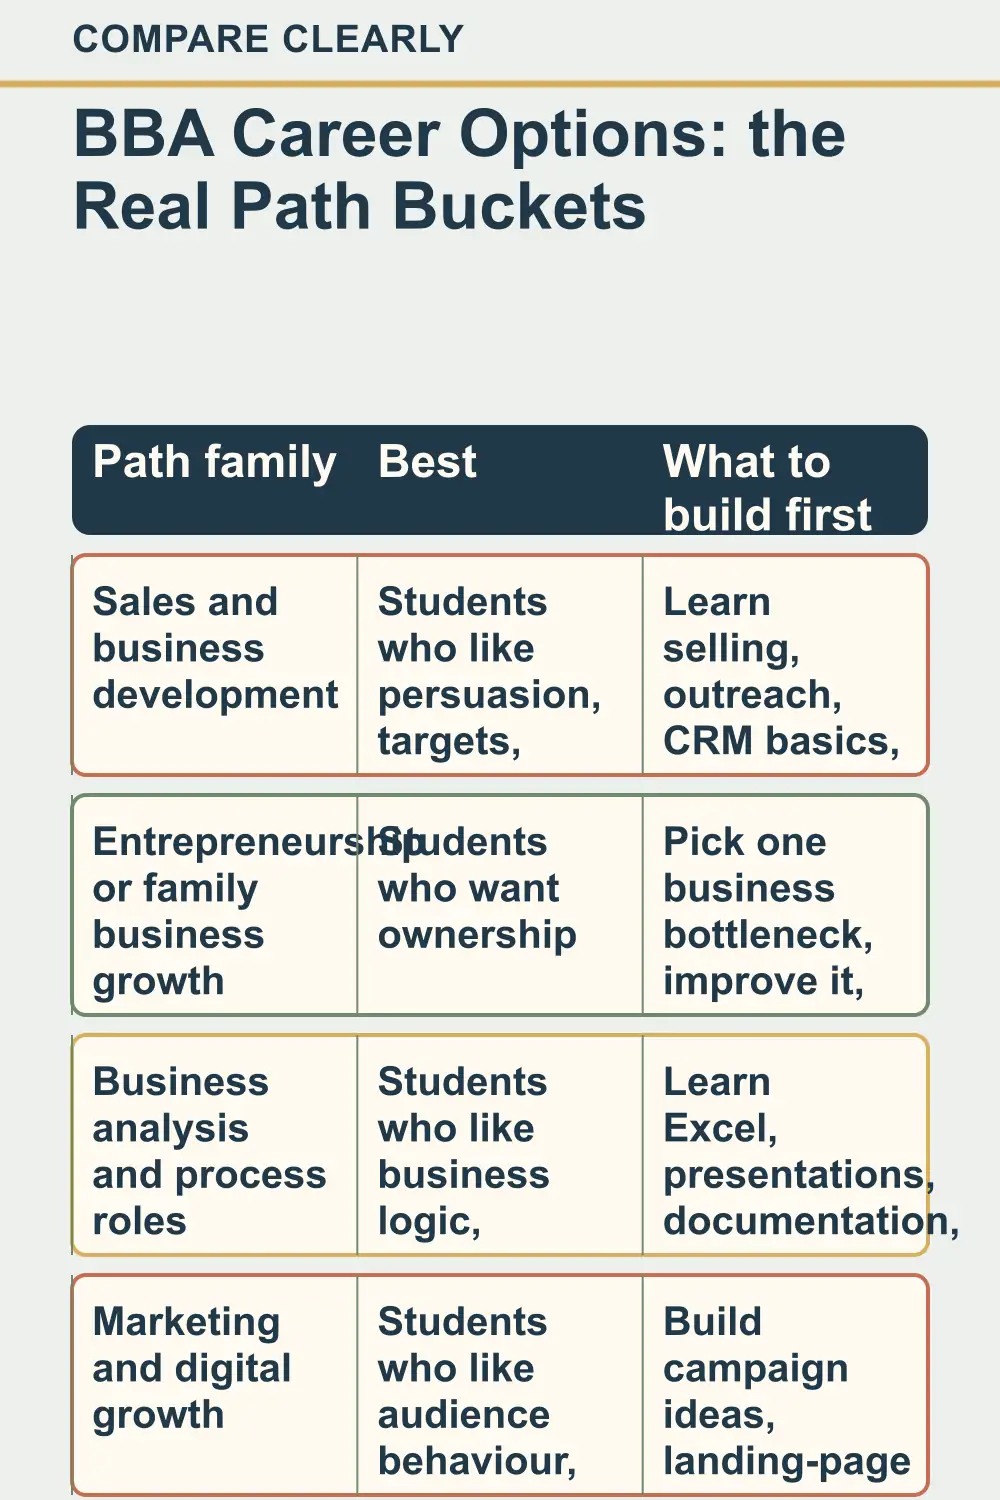 COMPARE CLEARLY
BBA Career Options: the
Real Path Buckets
Path family
Best
What to
build first
Sales and
business
development
Students
who like
persuasion,
targets,
Learn
selling,
outreach,
CRM basics,
Entrepreneurship
or family
business
growth
Students
who want
ownership
Pick one
business
bottleneck,
improve it,
Business
analysis
and process
roles
Students
who like
business
logic,
Learn
Excel,
presentations,
documentation,
Marketing
and digital
growth
Students
who like
audience
behaviour,
Build
campaign
ideas,
landing-page